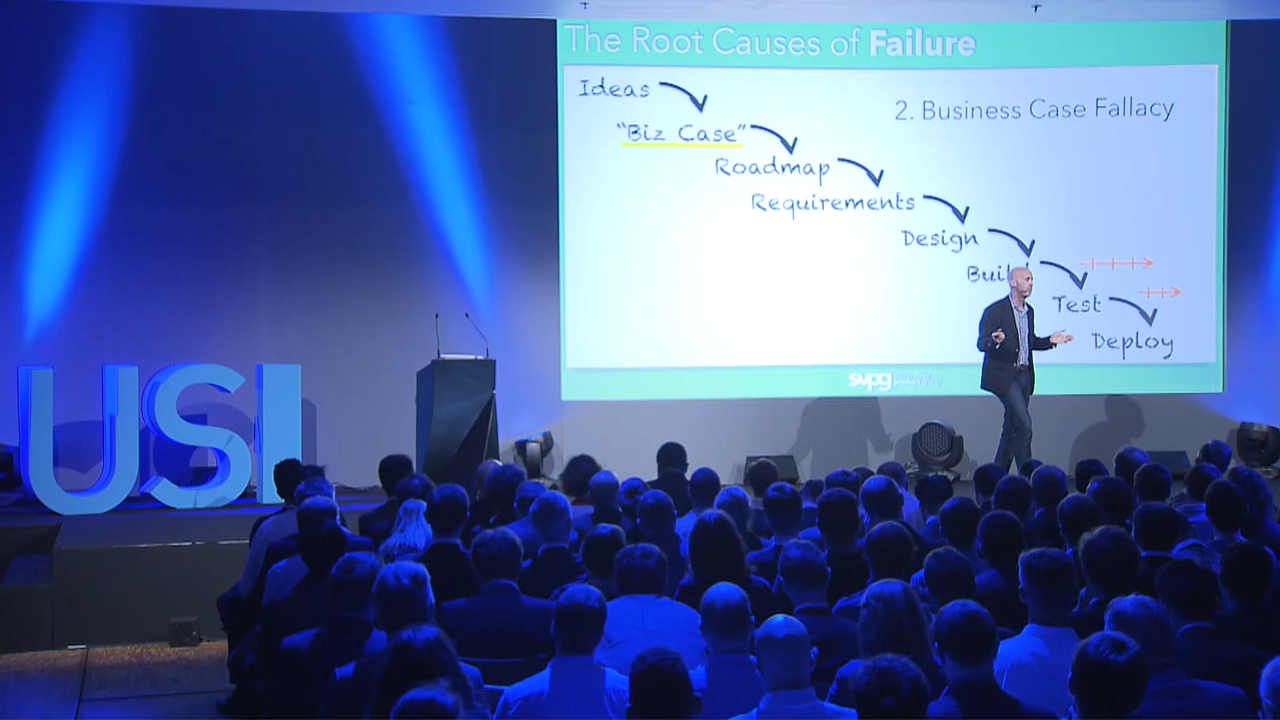 The Root Causes of Failure
Ideas
2. Business Case Fallacy
"Biz Case"
Roadmap
Requirements
Design
Build
Test
Deploy
svpg
USI